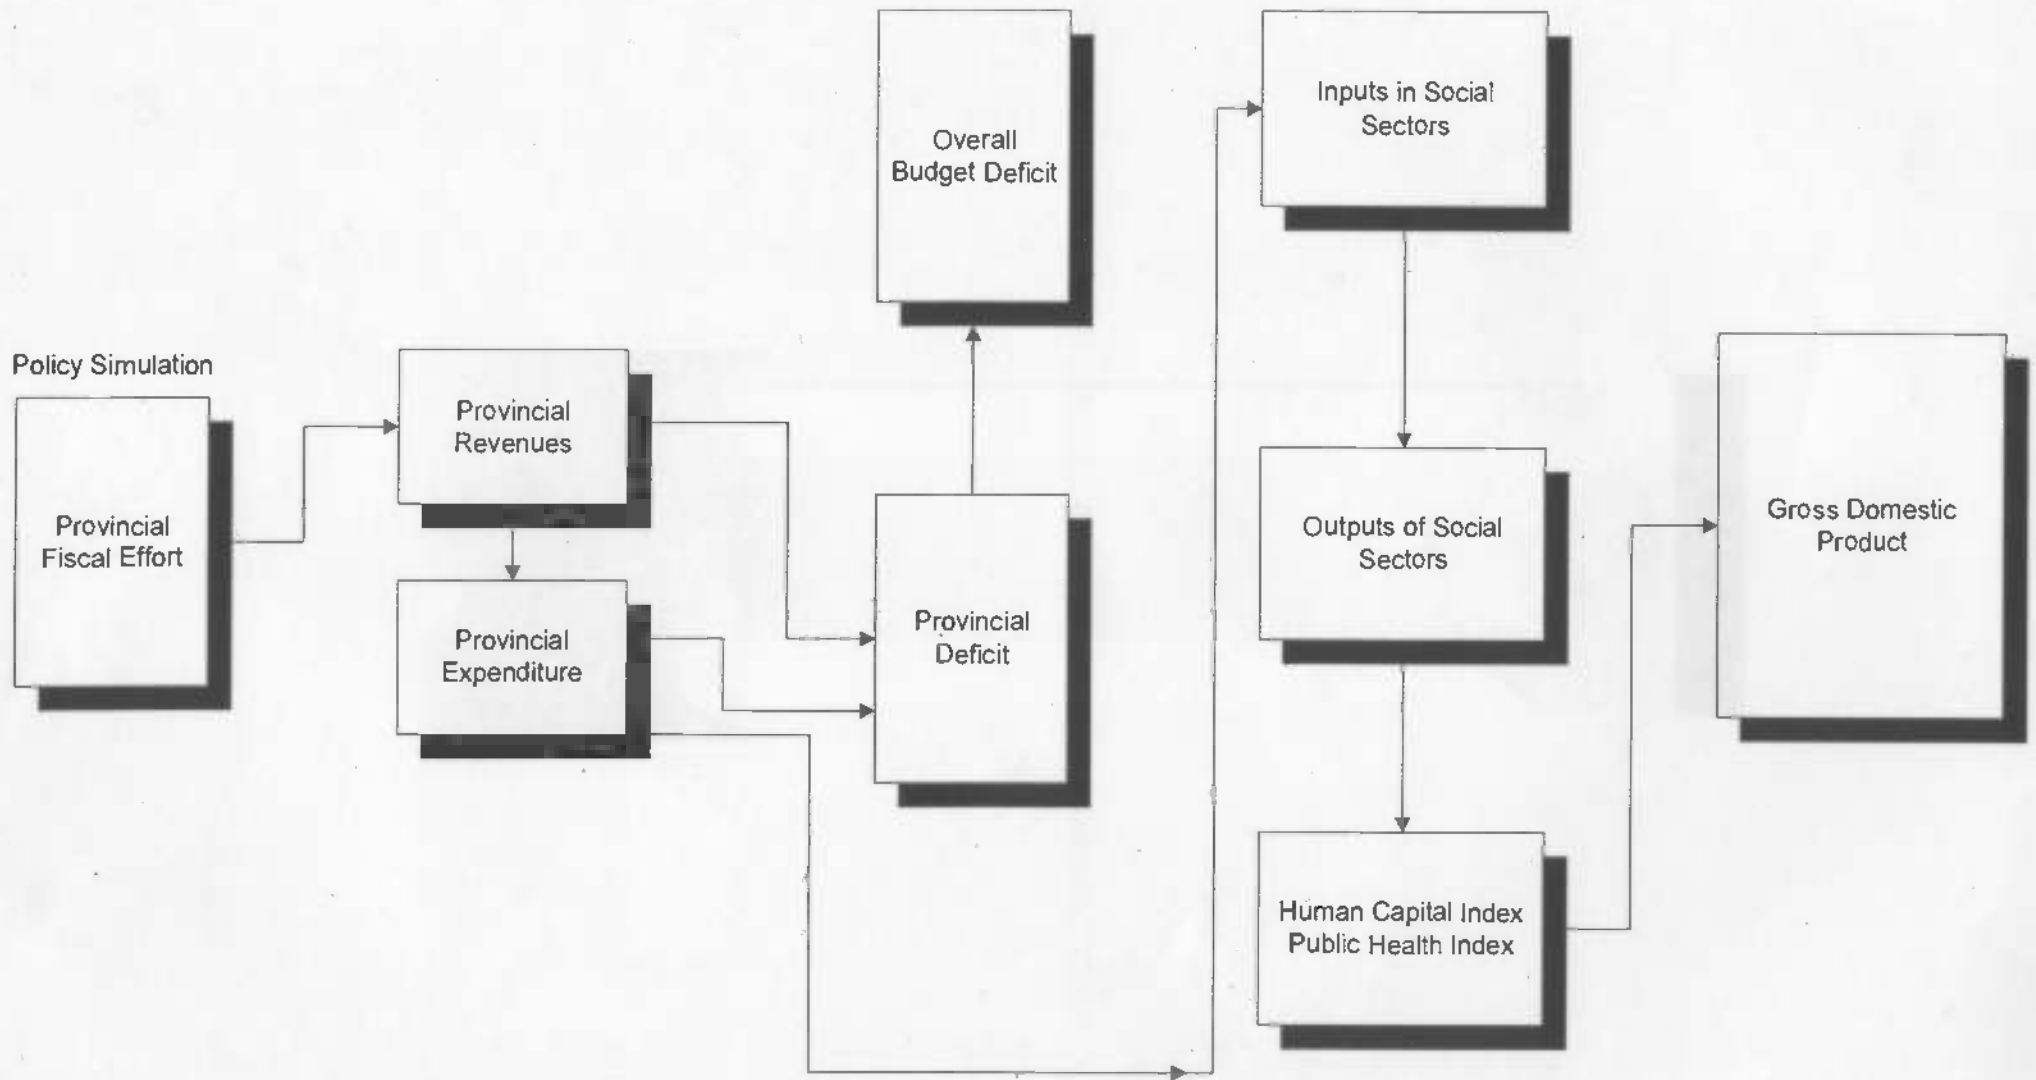 Policy Simulation
Provincial
Fiscal Effort
Provincial
Revenues
Provincial
Expenditure
Overall
Budget Deficit
Provincial
Deficit
Inputs in Social
Sectors
Outputs of Social
Sectors
Human Capital Index
Public Health Index
Gross Domestic
Product